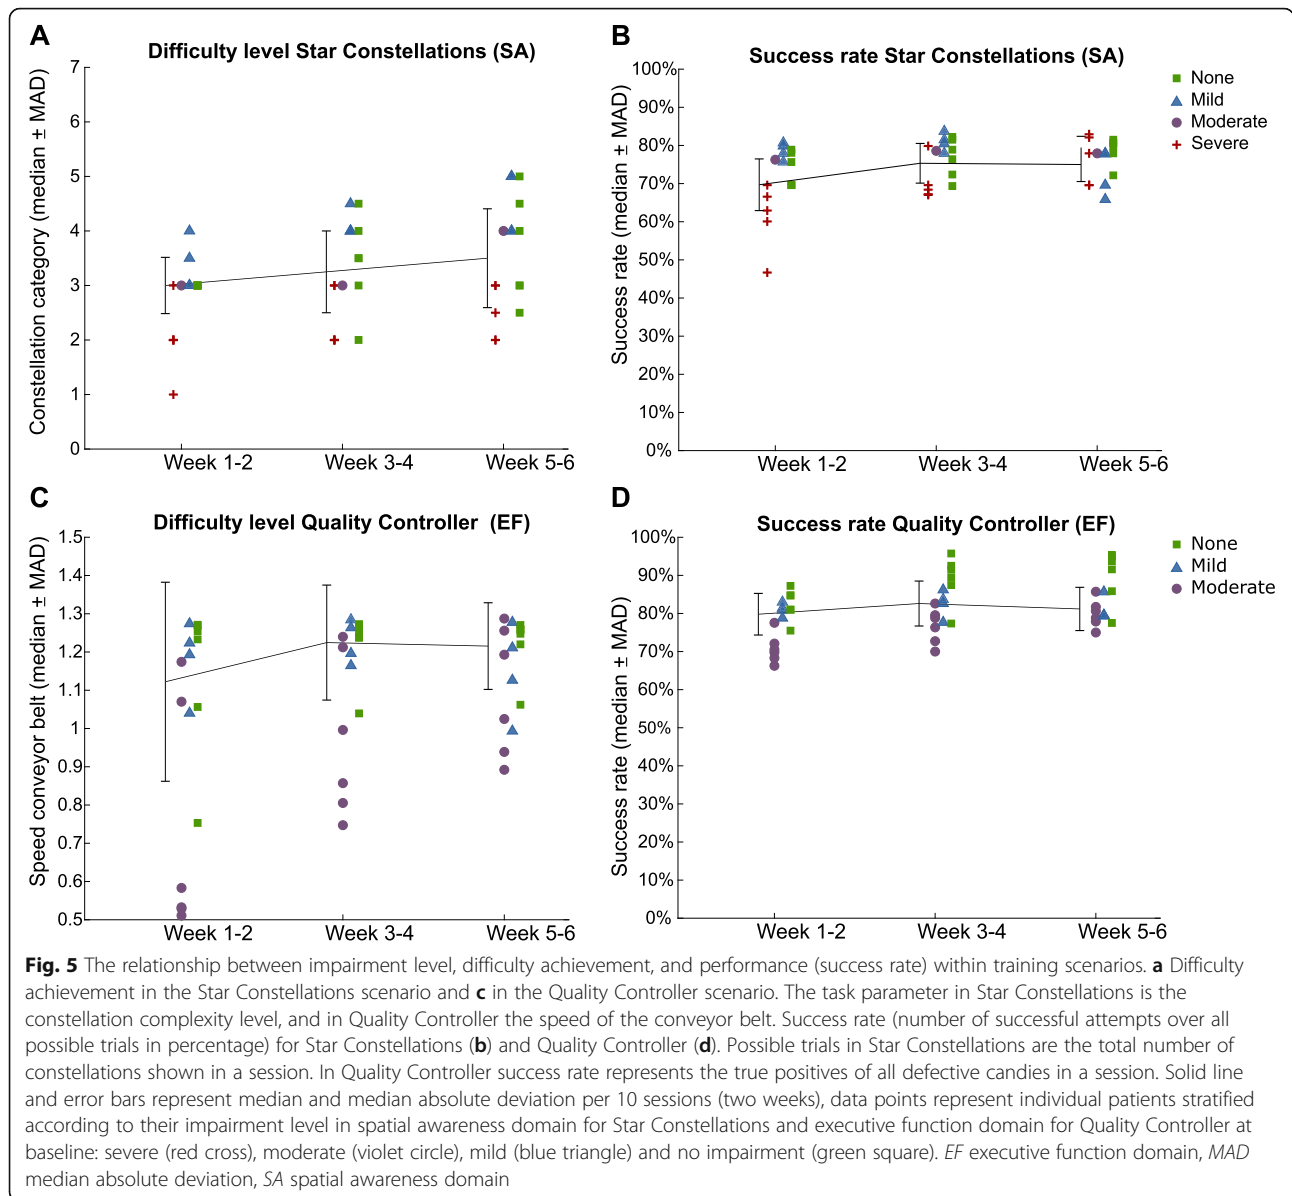 A
Difficulty level Star Constellations (SA)
Constellation category (median ± MAD)
7
6
5
4
3
2
1
0
Week 1-2
Week 3-4
Week 5-6
B
Success rate Star Constellations (SA)
Success rate (median ± MAD)
100%
90%
80%
70%
60%
50%
40%
30%
20%
10%
0%
Week 1-2
Week 3-4
Week 5-6
None
Mild
Moderate
Severe
C
Difficulty level Quality Controller (EF)
Speed conveyor belt (median ± MAD)
1.5
1.4
1.3
1.2
1.1
1
0.9
0.8
0.7
0.6
0.5
Week 1-2
Week 3-4
Week 5-6
D
Success rate Quality Controller (EF)
Success rate (median ± MAD)
100%
90%
80%
70%
60%
50%
40%
30%
20%
10%
0%
Week 1-2
Week 3-4
Week 5-6
None
Mild
Moderate
Fig. 5 The relationship between impairment level, difficulty achievement, and performance (success rate) within training scenarios. a Difficulty
achievement in the Star Constellations scenario and c in the Quality Controller scenario. The task parameter in Star Constellations is the
constellation complexity level, and in Quality Controller the speed of the conveyor belt. Success rate (number of successful attempts over all
possible trials in percentage) for Star Constellations (b) and Quality Controller (d). Possible trials in Star Constellations are the total number of
constellations shown in a session. In Quality Controller success rate represents the true positives of all defective candies in a session. Solid line
and error bars represent median and median absolute deviation per 10 sessions (two weeks), data points represent individual patients stratified
according to their impairment level in spatial awareness domain for Star Constellations and executive function domain for Quality Controller at
baseline: severe (red cross), moderate (violet circle), mild (blue triangle) and no impairment (green square). EF executive function domain, MAD
median absolute deviation, SA spatial awareness domain